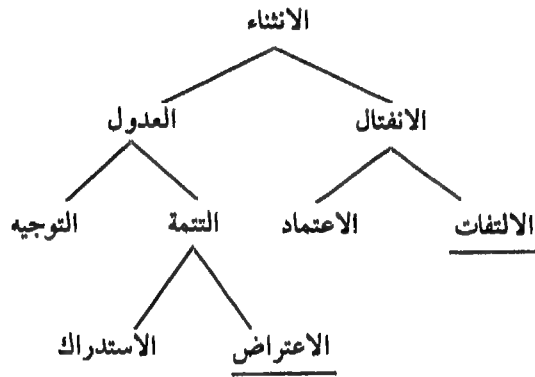 الانثناء
الانفتال العدول
الالتفات الاعتماد التتمة التوجيه
الاعتراض الاستدراك